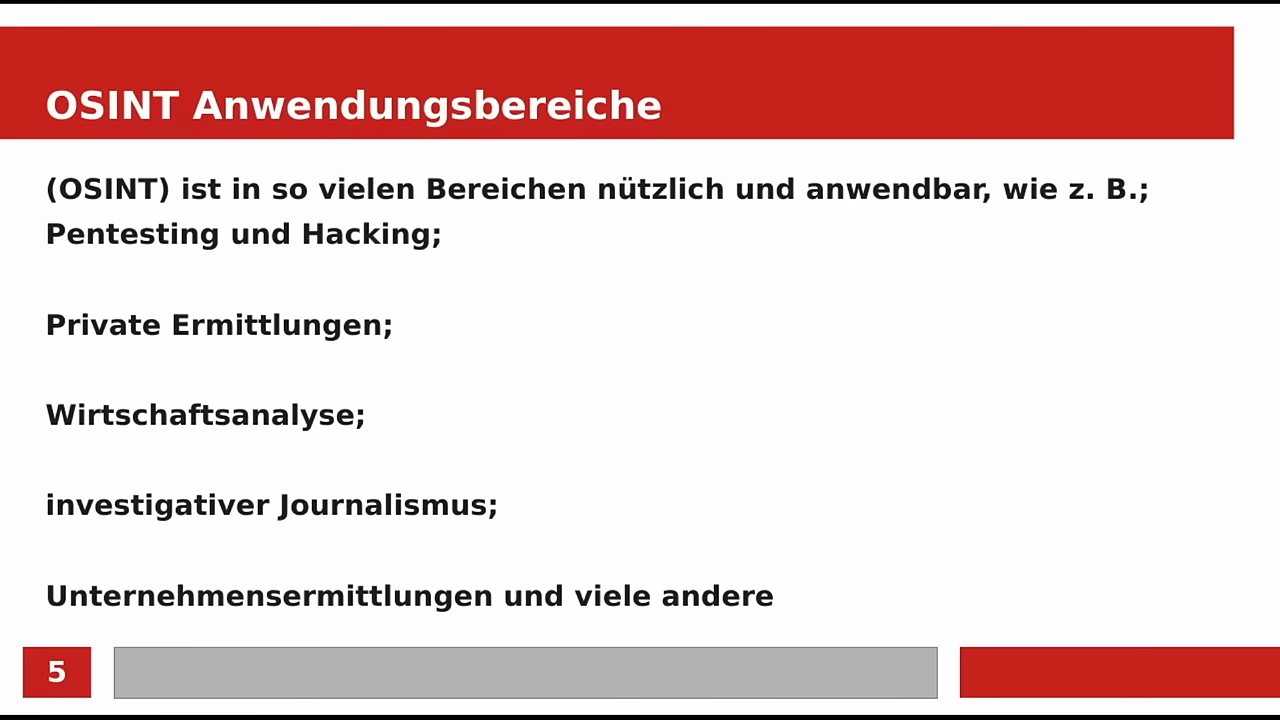 OSINT Anwendungsbereiche
(OSINT) ist in so vielen Bereichen nützlich und anwendbar, wie z. B.;
Pentesting und Hacking;
Private Ermittlungen;
Wirtschaftsanalyse;
investigativer Journalismus;
Unternehmensermittlungen und viele andere
5